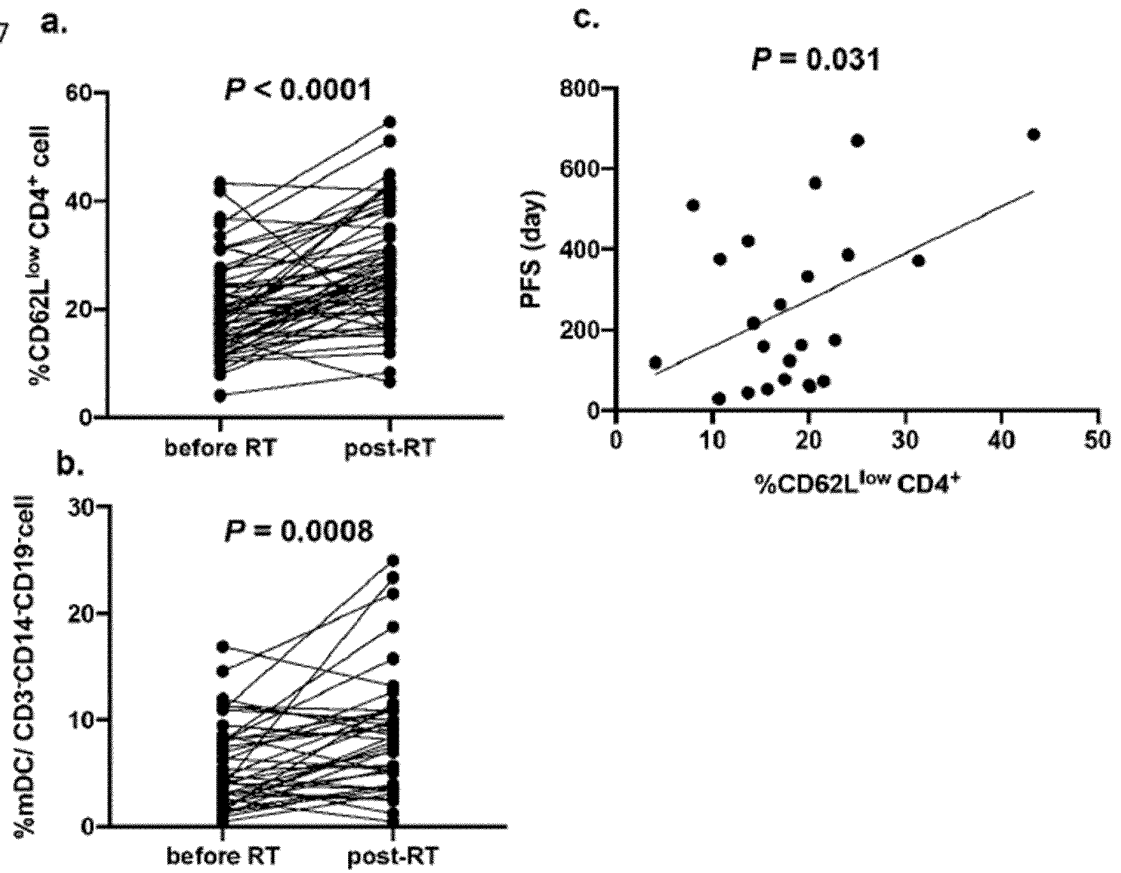 7
a.
P < 0.0001
60
40
20
0
%CD62Llow CD4+ cell
before RT
post-RT
b.
P = 0.0008
30
20
10
0
%mDC/ CD3-CD14-CD19-cell
before RT
post-RT
c.
P = 0.031
800
600
400
200
0
PFS (day)
0
10
20
30
40
50
%CD62Llow CD4+